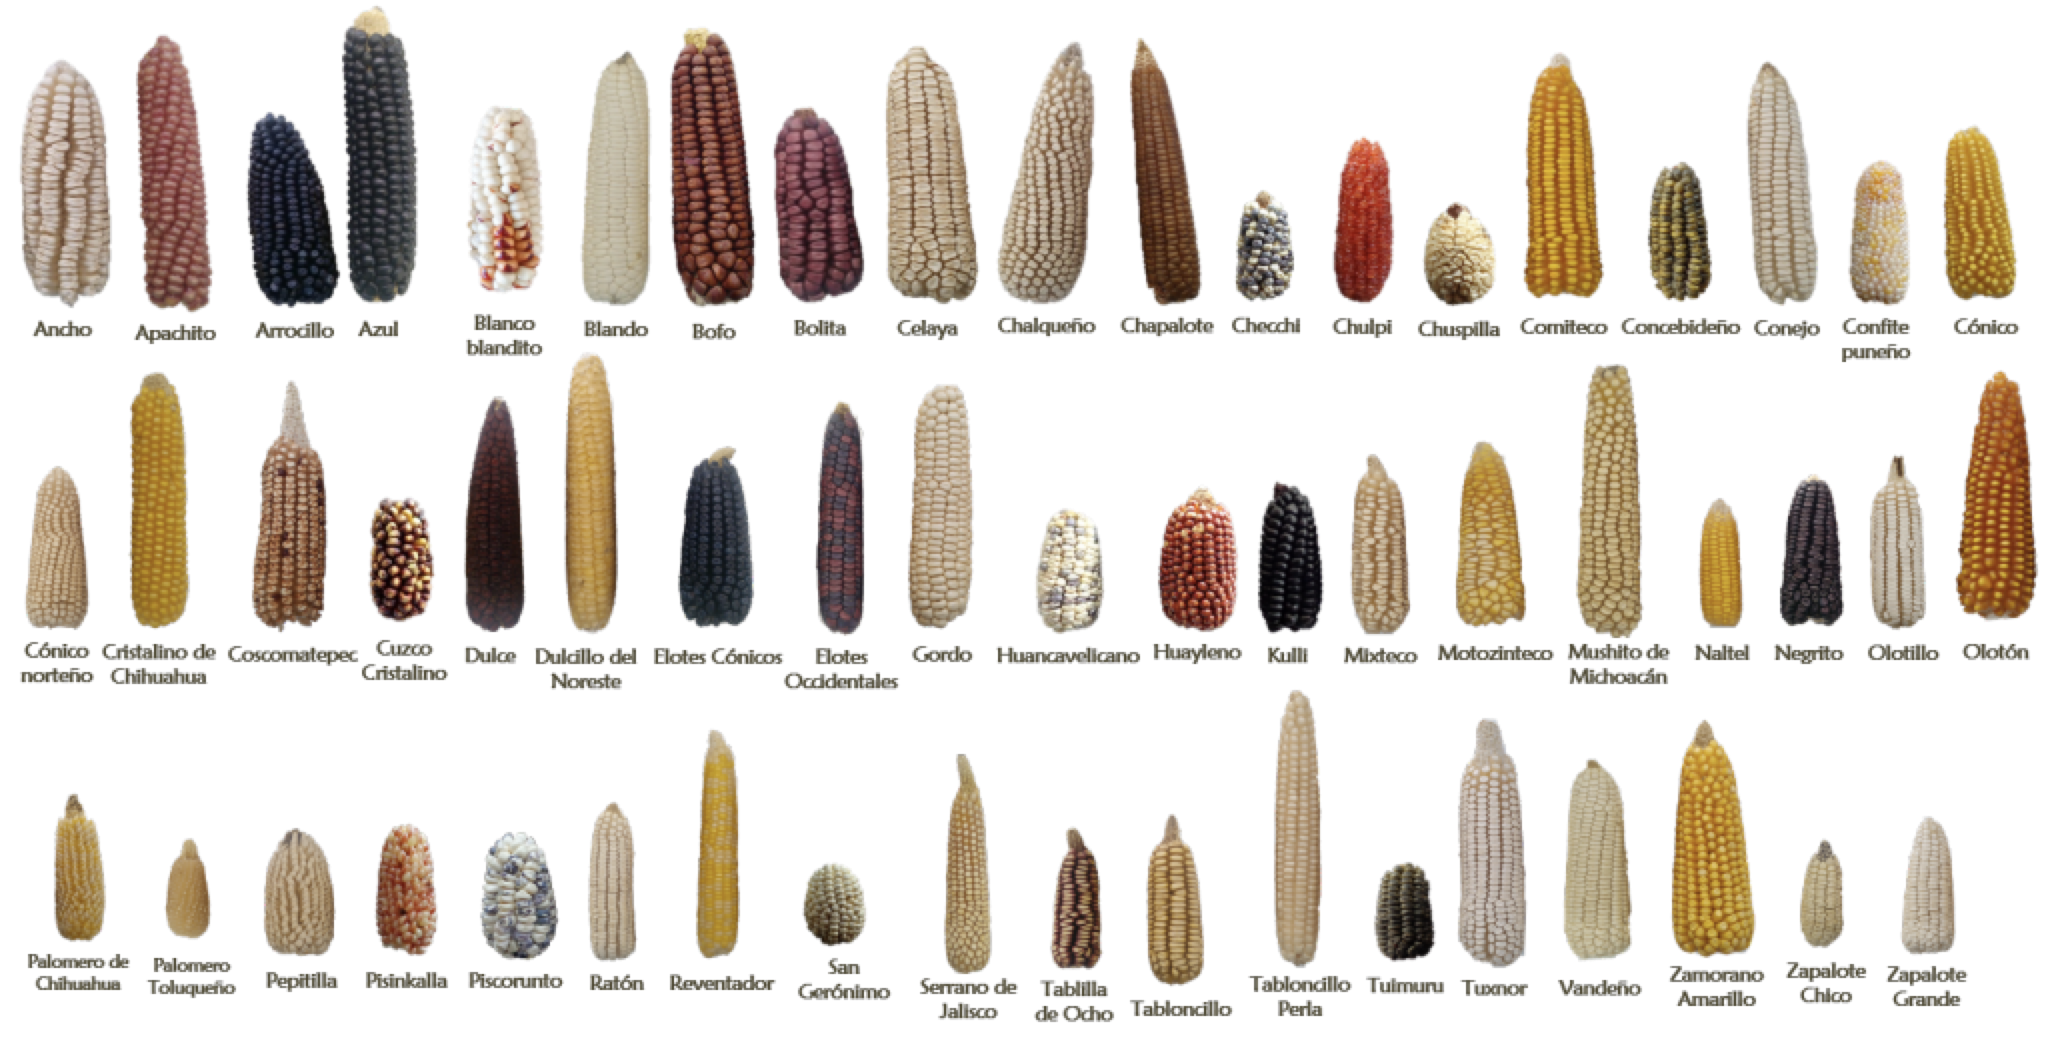 Ancho
Apachito
Arrocillo
Azul
Blanco
blandito
Blando
Bofo
Bolita
Celaya
Chalqueño
Chapalote
Checchi
Chulpi
Chuspilla
Comiteco
Concebideño
Conejo
Confite
puneño
Cónico
Cónico
norteño
Cristalino de
Chihuahua
Coscomatepec
Cuzco
Cristalino
Dulce
Dulcillo del
Noreste
Elotes Cónicos
Elotes
Occidentales
Gordo
Huancavelicano
Huayleno
Kulli
Mixteco
Motozinteco
Mushito de
Michoacán
Naltel
Negrito
Olotillo
Olotón
Palomero de
Chihuahua
Palomero
Toluqueño
Pepitilla
Pisinkalla
Piscorunto
Ratón
Reventador
San
Gerónimo
Serrano de
Jalisco
Tablilla
de Ocho
Tabloncillo
Tabloncillo
Perla
Tuimuru
Tuxnor
Vandeño
Zamorano
Amarillo
Zapalote
Chico
Zapalote
Grande